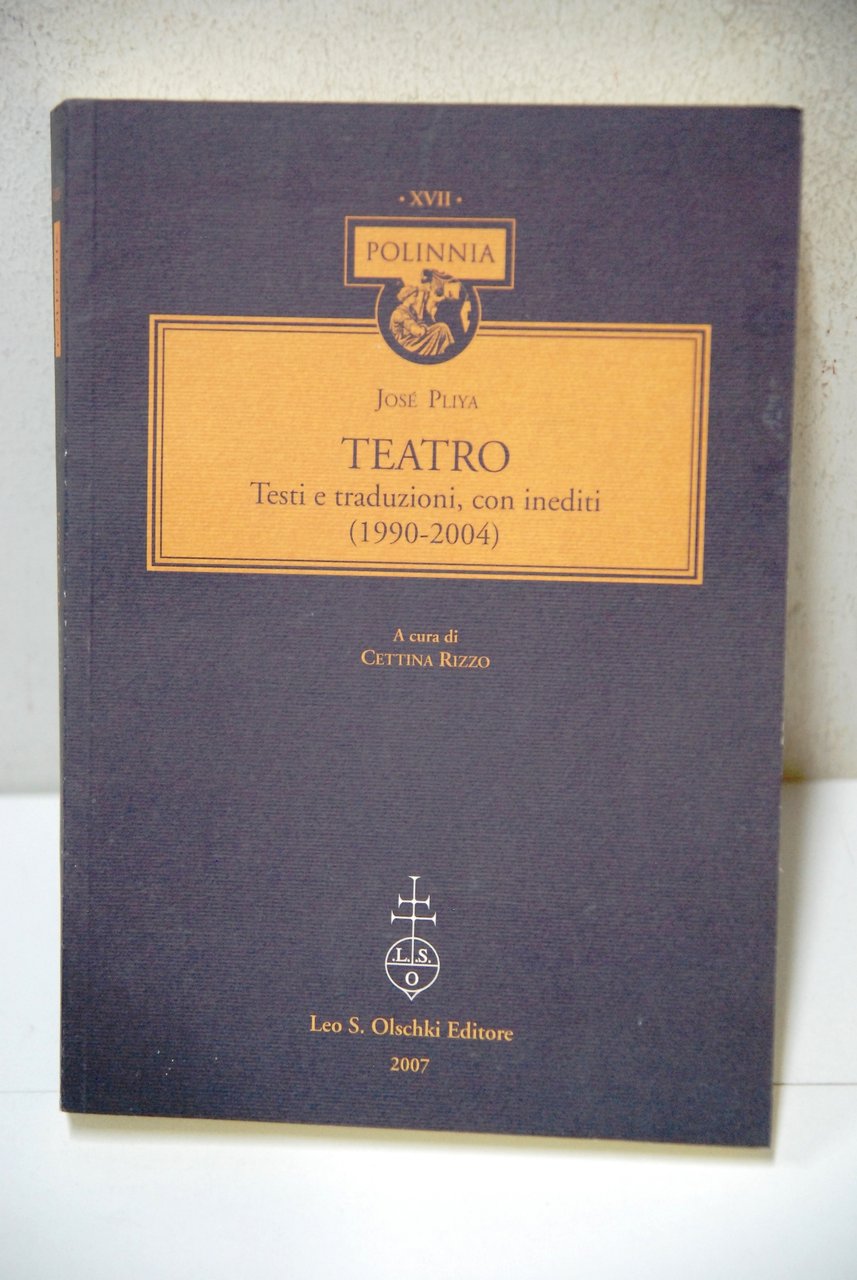 • XVII •
POLINNIA
JOSÉ PLIYA
TEATRO
Testi e traduzioni, con inediti
(1990-2004)
A cura di
CETTINA RIZZO
.L.S.
O
Leo S. Olschki Editore
2007